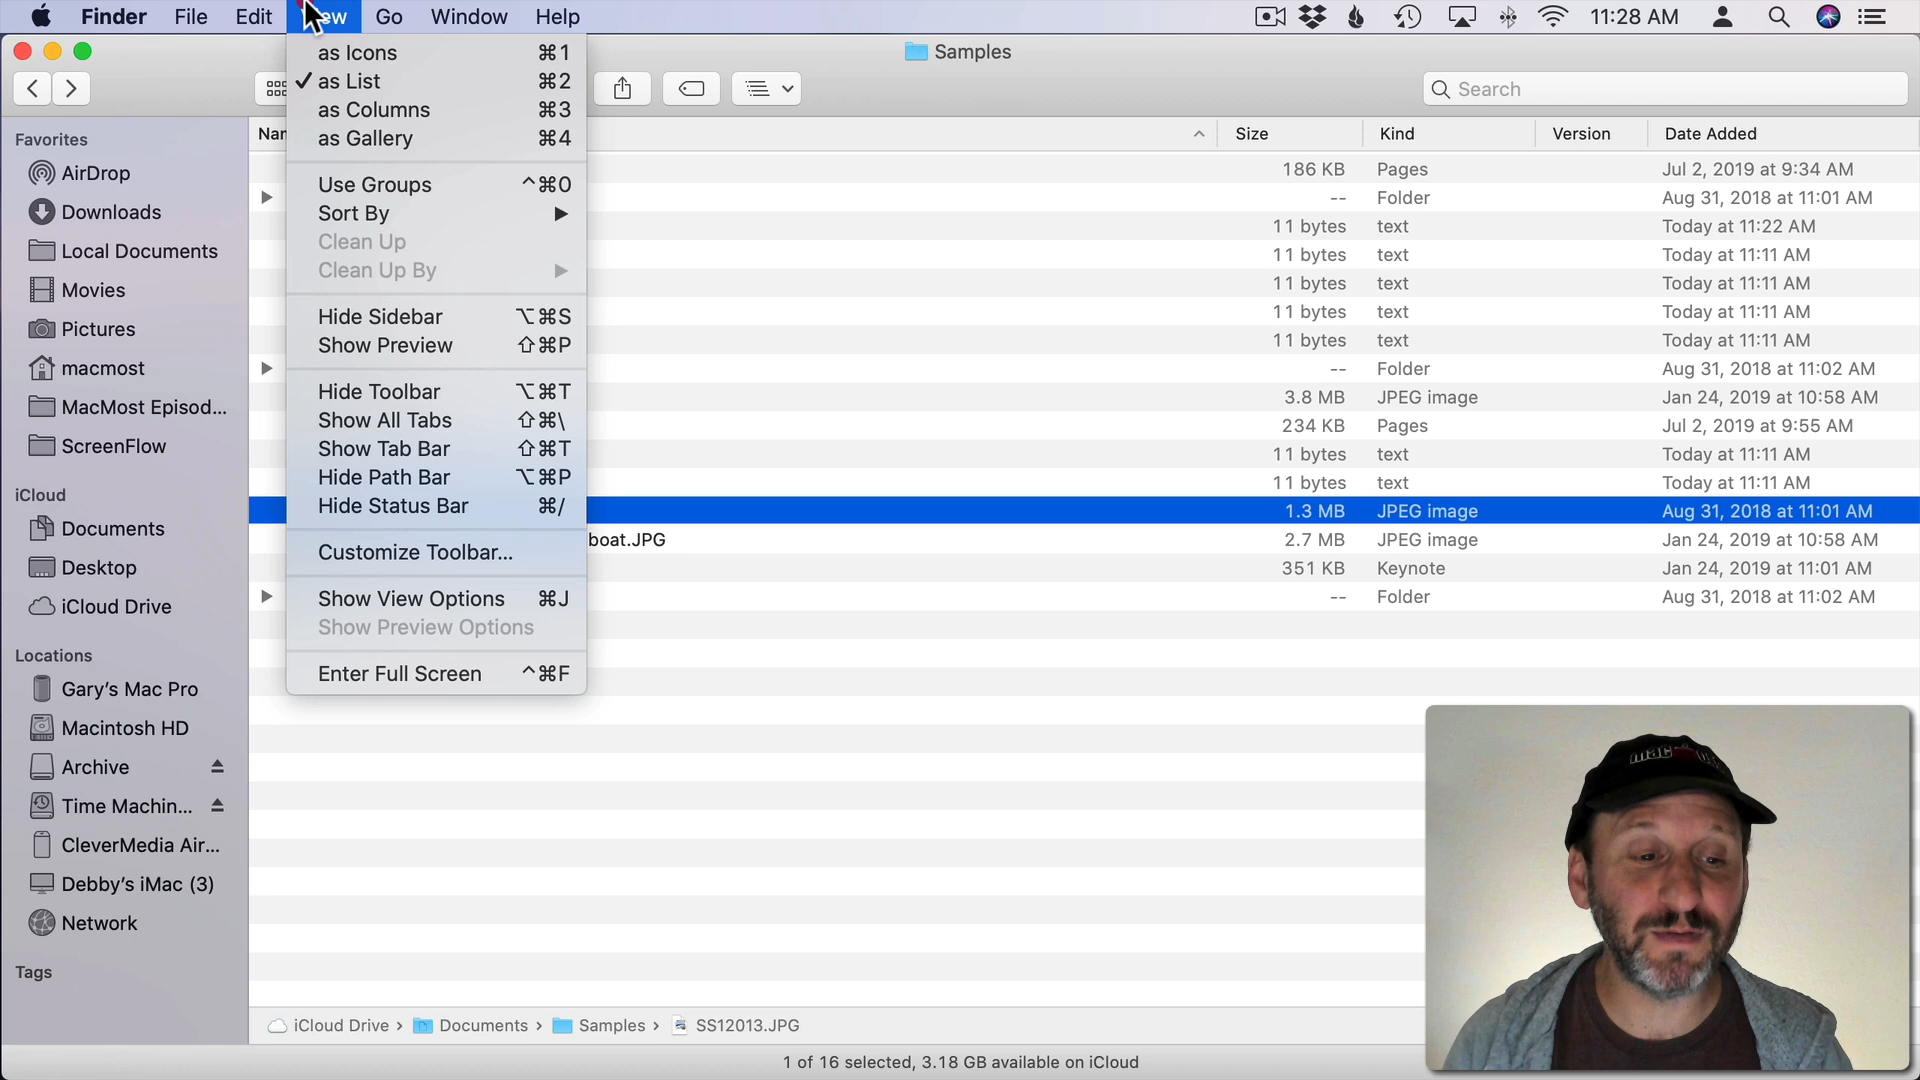 Finder File Edit View Go Window Help 11:28 AM
Samples
Search
Favorites
AirDrop
Downloads
Local Documents
Movies
Pictures
macmost
MacMost Episod...
ScreenFlow
iCloud
Documents
Desktop
iCloud Drive
Locations
Gary's Mac Pro
Macintosh HD
Archive
Time Machin...
CleverMedia Air...
Debby's iMac (3)
Network
Tags
as Icons ⌘1
✓ as List ⌘2
as Columns ⌘3
as Gallery ⌘4
Use Groups ^⌘0
Sort By ▶
Clean Up
Clean Up By ▶
Hide Sidebar ⌥⌘S
Show Preview ⇧⌘P
Hide Toolbar ⌥⌘T
Show All Tabs ⇧⌘\
Show Tab Bar ⇧⌘T
Hide Path Bar ⌥⌘P
Hide Status Bar ⌘/
Customize Toolbar...
Show View Options ⌘J
Show Preview Options
Enter Full Screen ^⌘F
Size Kind Version Date Added
186 KB Pages Jul 2, 2019 at 9:34 AM
-- Folder Aug 31, 2018 at 11:01 AM
11 bytes text Today at 11:22 AM
11 bytes text Today at 11:11 AM
11 bytes text Today at 11:11 AM
11 bytes text Today at 11:11 AM
11 bytes text Today at 11:11 AM
-- Folder Aug 31, 2018 at 11:02 AM
3.8 MB JPEG image Jan 24, 2019 at 10:58 AM
234 KB Pages Jul 2, 2019 at 9:55 AM
11 bytes text Today at 11:11 AM
11 bytes text Today at 11:11 AM
1.3 MB JPEG image Aug 31, 2018 at 11:01 AM
boat.JPG 2.7 MB JPEG image Jan 24, 2019 at 10:58 AM
351 KB Keynote Jan 24, 2019 at 11:01 AM
-- Folder Aug 31, 2018 at 11:02 AM
iCloud Drive › Documents › Samples › SS12013.JPG
1 of 16 selected, 3.18 GB available on iCloud